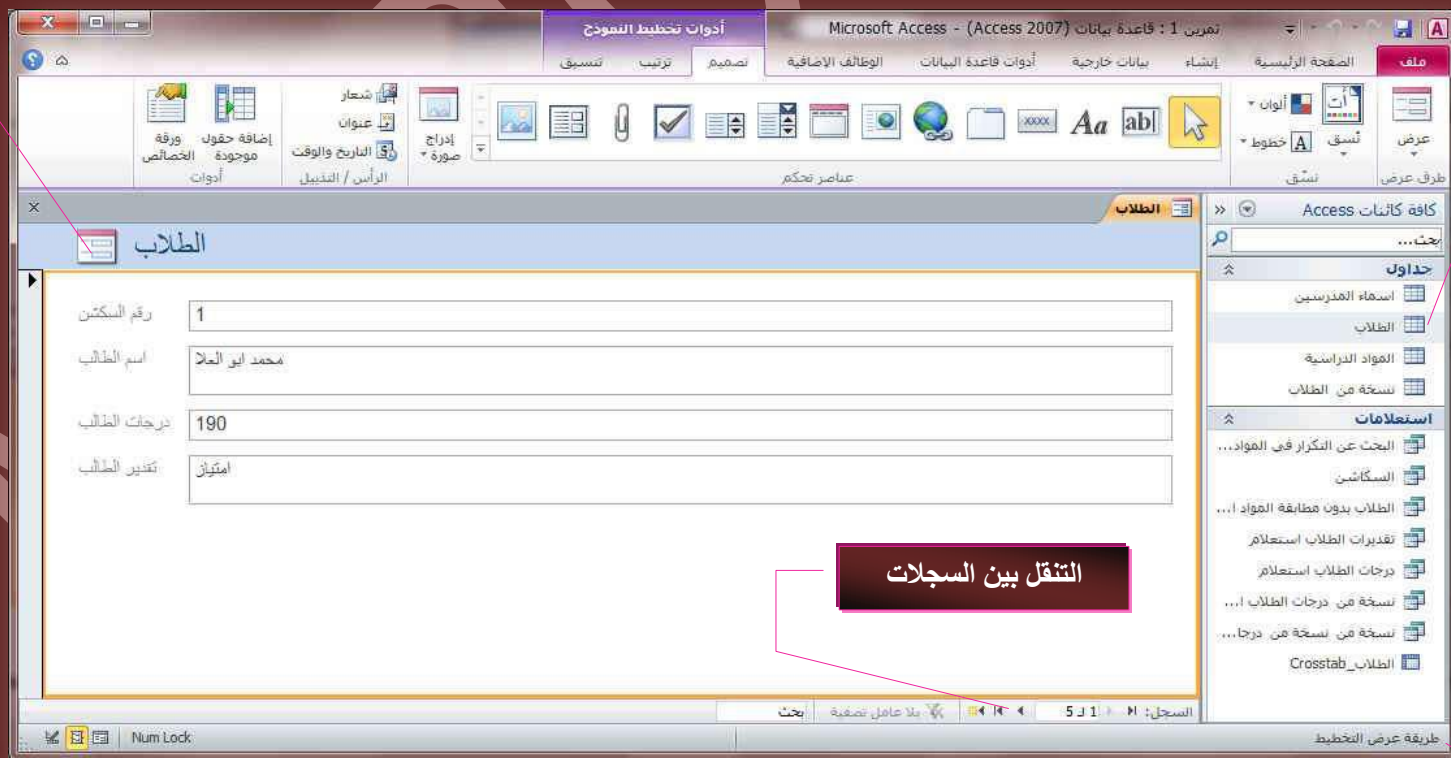 تمرين 1 : قاعدة بيانات (Access 2007) - Microsoft Access
أدوات تخطيط النموذج
ملف
الصفحة الرئيسية
إنشاء
بيانات خارجية
أدوات قاعدة البيانات
الوظائف الإضافية
تصميم
ترتيب
تنسيق
عرض
طرق عرض
نُسق
ألوان
خطوط
نسّق
Aa
ab|
xxxx
عناصر تحكم
إدراج صورة
شعار
عنوان
التاريخ والوقت
الرأس / التذييل
إضافة حقول موجودة
ورقة الخصائص
أدوات
كافة كائنات Access
بحث...
جداول
اسماء المدرسين
الطلاب
المواد الدراسية
نسخة من الطلاب
استعلامات
البحث عن التكرار في المواد...
السكاشن
الطلاب بدون مطابقة المواد ا...
تقديرات الطلاب استعلام
درجات الطلاب استعلام
نسخة من درجات الطلاب ا...
نسخة من نسخة من درجا...
الطلاب_Crosstab
الطلاب
الطلاب
رقم السكشن
1
اسم الطالب
محمد ابو العلا
درجات الطالب
190
تقدير الطالب
امتياز
التنقل بين السجلات
السجل:
1 لـ 5
بلا عامل تصفية
بحث
طريقة عرض التخطيط
Num Lock